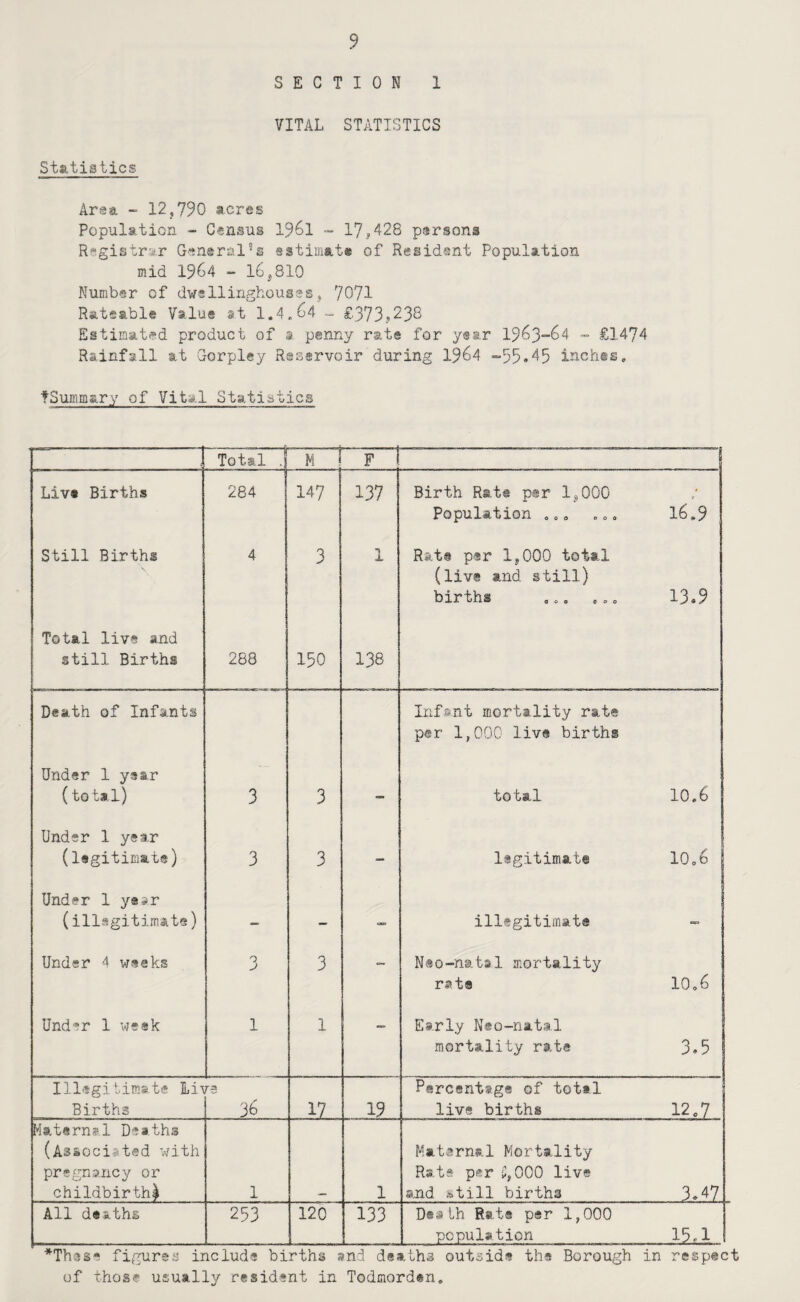 9
SECTION 1
VITAL STATISTICS
Statistics
Area - 12,790 acres
Population - Census 1961 - 17,428 persons
Registrar General's estimate of Resident Population
mid 1964 - 16,810
Number of dwellinghouses, 7071
Rateable Value at 1.4.64 - £373,238
Estimated product of a penny rate for year 1963-64 - £1474
Rainfall at Gorpley Reservoir during 1964 -55.45 inches.
*Summary of Vital Statistics
Total M F
Live Births 284 147 137 Birth Rate per 1,000
Population ... ... 16.9
Still Births 4 3 1 Rate per 1,000 total
(live and still)
births ... ... 13.9
Total live and
still Births 288 150 138
Death of Infants Infant mortality rate
per 1,000 live births
Under 1 year
(total) 3 3 - total 10.6
Under 1 year
(legitimate) 3 3 - legitimate 10.6
Under 1 year
(illegitimate) - - - illegitimate -
Under 4 weeks 3 3 - Neo-natal mortality
rate 10.6
Under 1 week 1 1 - Early Neo-natal
mortality rate 3.5
Illegitimate Live Percentage of total
Births 36 17 19 live births 12.7
Maternal Deaths
(Associated with Maternal Mortality
pregnancy or Rate per 1,000 live
childbirth) 1 - 1 and still births 3.47
All deaths 253 120 133 Death Rate per 1,000
population 15.1
*These figures include births and deaths outside the Borough in respect
of those usually resident in Todmorden.